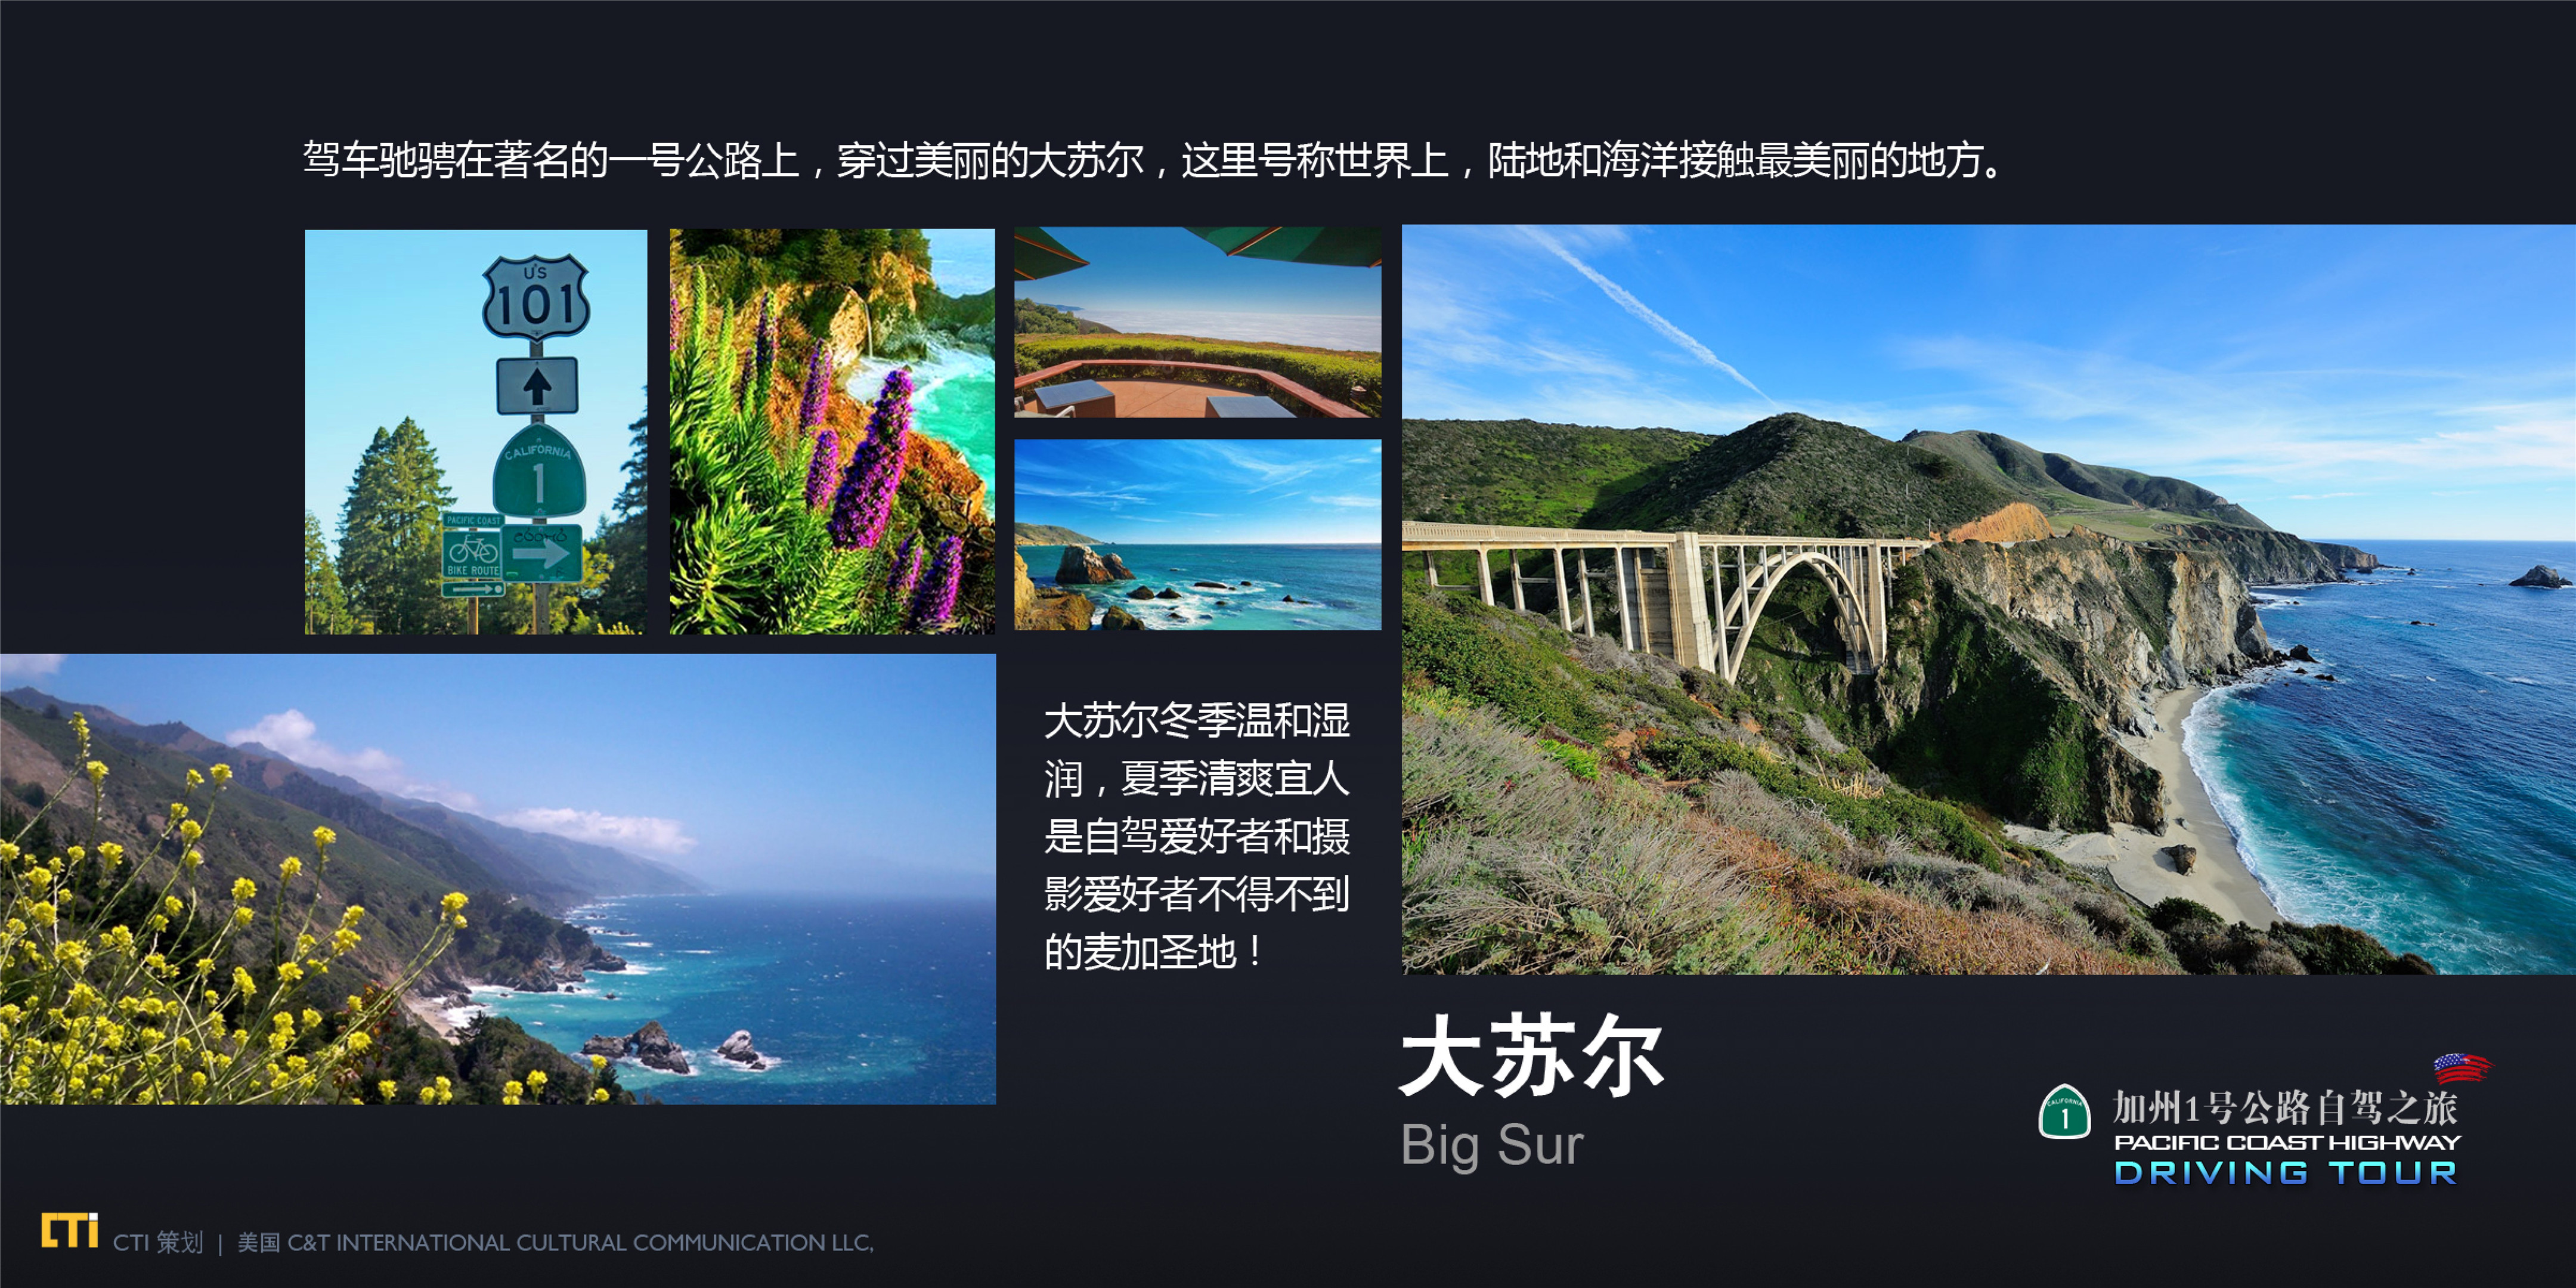 驾车驰骋在著名的一号公路上，穿过美丽的大苏尔，这里号称世界上，陆地和海洋接触最美丽的地方。
US
101
CALIFORNIA
1
PACIFIC COAST
BIKE ROUTE
大苏尔冬季温和湿
润，夏季清爽宜人
是自驾爱好者和摄
影爱好者不得不到
的麦加圣地！
大苏尔
Big Sur
CALIFORNIA
1
加州1号公路自驾之旅
PACIFIC COAST HIGHWAY
DRIVING TOUR
CTi
CTI 策划 | 美国 C&T INTERNATIONAL CULTURAL COMMUNICATION LLC,